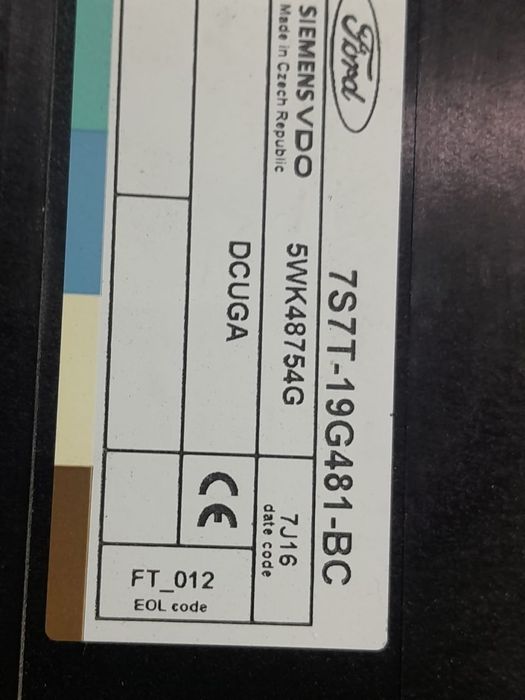 Ford
7S7T-19G481-BC
SIEMENS VDO
Made in Czech Republic
5WK48754G
7J16
date code
DCUGA
CE
FT_012
EOL code